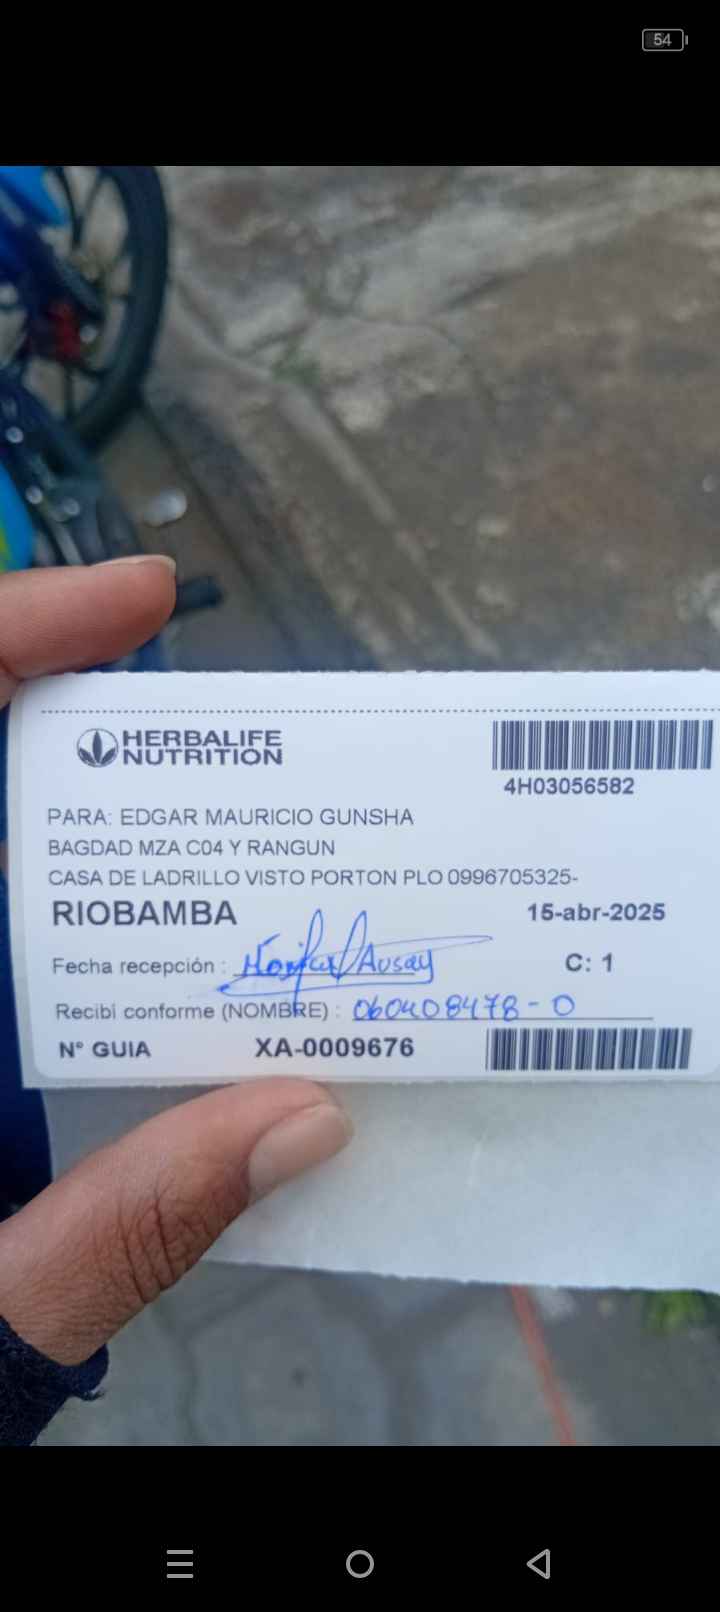 54
HERBALIFE
NUTRITION
4H03056582
PARA: EDGAR MAURICIO GUNSHA
BAGDAD MZA C04 Y RANGUN
CASA DE LADRILLO VISTO PORTON PLO 0996705325-
RIOBAMBA
15-abr-2025
Fecha recepción : Ausay
C: 1
Recibí conforme (NOMBRE) : 060408478-0
N° GUIA XA-0009676